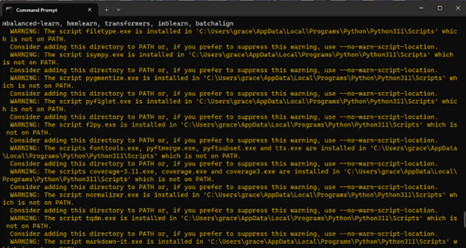 Command Prompt
mbalanced-learn, hmmlearn, transformers, imblearn, batchalign
WARNING: The script filetype.exe is installed in 'C:\Users\grace\AppData\Local\Programs\Python\Python311\Scripts' whic
h is not on PATH.
Consider adding this directory to PATH or, if you prefer to suppress this warning, use --no-warn-script-location.
WARNING: The script isympy.exe is installed in 'C:\Users\grace\AppData\Local\Programs\Python\Python311\Scripts' which
is not on PATH.
Consider adding this directory to PATH or, if you prefer to suppress this warning, use --no-warn-script-location.
WARNING: The script pygmentize.exe is installed in 'C:\Users\grace\AppData\Local\Programs\Python\Python311\Scripts' wh
ich is not on PATH.
Consider adding this directory to PATH or, if you prefer to suppress this warning, use --no-warn-script-location.
WARNING: The script pyfiglet.exe is installed in 'C:\Users\grace\AppData\Local\Programs\Python\Python311\Scripts' whic
h is not on PATH.
Consider adding this directory to PATH or, if you prefer to suppress this warning, use --no-warn-script-location.
WARNING: The script f2py.exe is installed in 'C:\Users\grace\AppData\Local\Programs\Python\Python311\Scripts' which is
not on PATH.
Consider adding this directory to PATH or, if you prefer to suppress this warning, use --no-warn-script-location.
WARNING: The scripts fonttools.exe, pyftmerge.exe, pyftsubset.exe and ttx.exe are installed in 'C:\Users\grace\AppData
\Local\Programs\Python\Python311\Scripts' which is not on PATH.
Consider adding this directory to PATH or, if you prefer to suppress this warning, use --no-warn-script-location.
WARNING: The scripts coverage-3.11.exe, coverage.exe and coverage3.exe are installed in 'C:\Users\grace\AppData\Local\
Programs\Python\Python311\Scripts' which is not on PATH.
Consider adding this directory to PATH or, if you prefer to suppress this warning, use --no-warn-script-location.
WARNING: The script normalizer.exe is installed in 'C:\Users\grace\AppData\Local\Programs\Python\Python311\Scripts' wh
ich is not on PATH.
Consider adding this directory to PATH or, if you prefer to suppress this warning, use --no-warn-script-location.
WARNING: The script tqdm.exe is installed in 'C:\Users\grace\AppData\Local\Programs\Python\Python311\Scripts' which is
not on PATH.
Consider adding this directory to PATH or, if you prefer to suppress this warning, use --no-warn-script-location.
WARNING: The script markdown-it.exe is installed in 'C:\Users\grace\AppData\Local\Programs\Python\Python311\Scripts' w